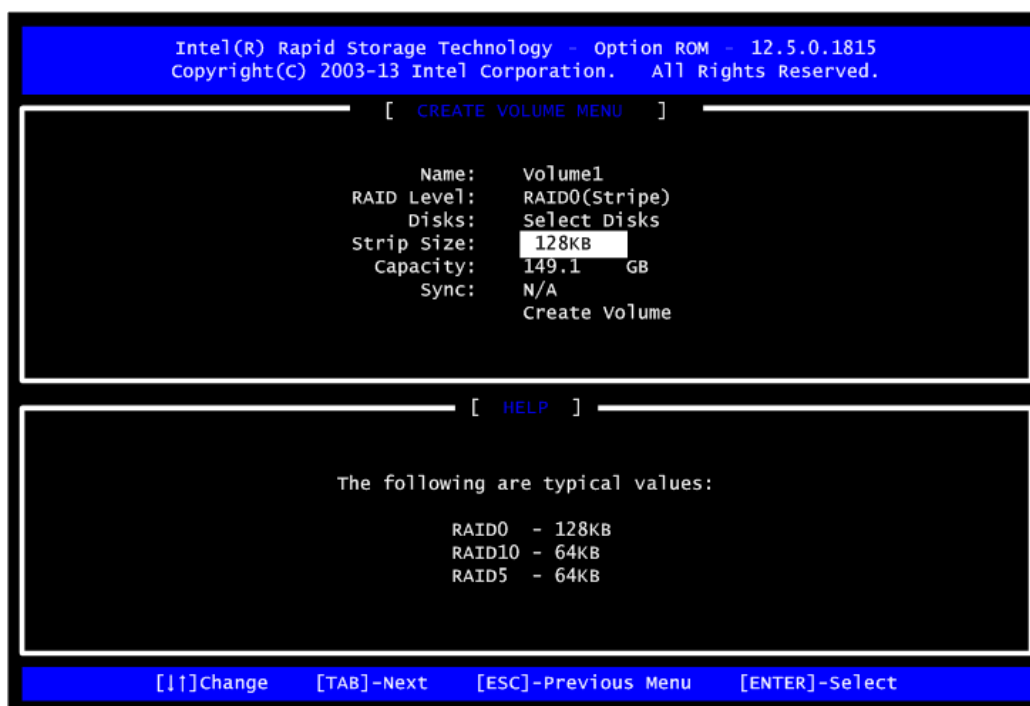 Intel(R) Rapid Storage Technology - Option ROM - 12.5.0.1815
Copyright(C) 2003-13 Intel Corporation. All Rights Reserved.
[ CREATE VOLUME MENU ]
Name: Volume1
RAID Level: RAID0(Stripe)
Disks: Select Disks
Strip Size: 128KB
Capacity: 149.1 GB
Sync: N/A
Create Volume
[ HELP ]
The following are typical values:
RAID0 - 128KB
RAID10 - 64KB
RAID5 - 64KB
[↓↑]Change [TAB]-Next [ESC]-Previous Menu [ENTER]-Select